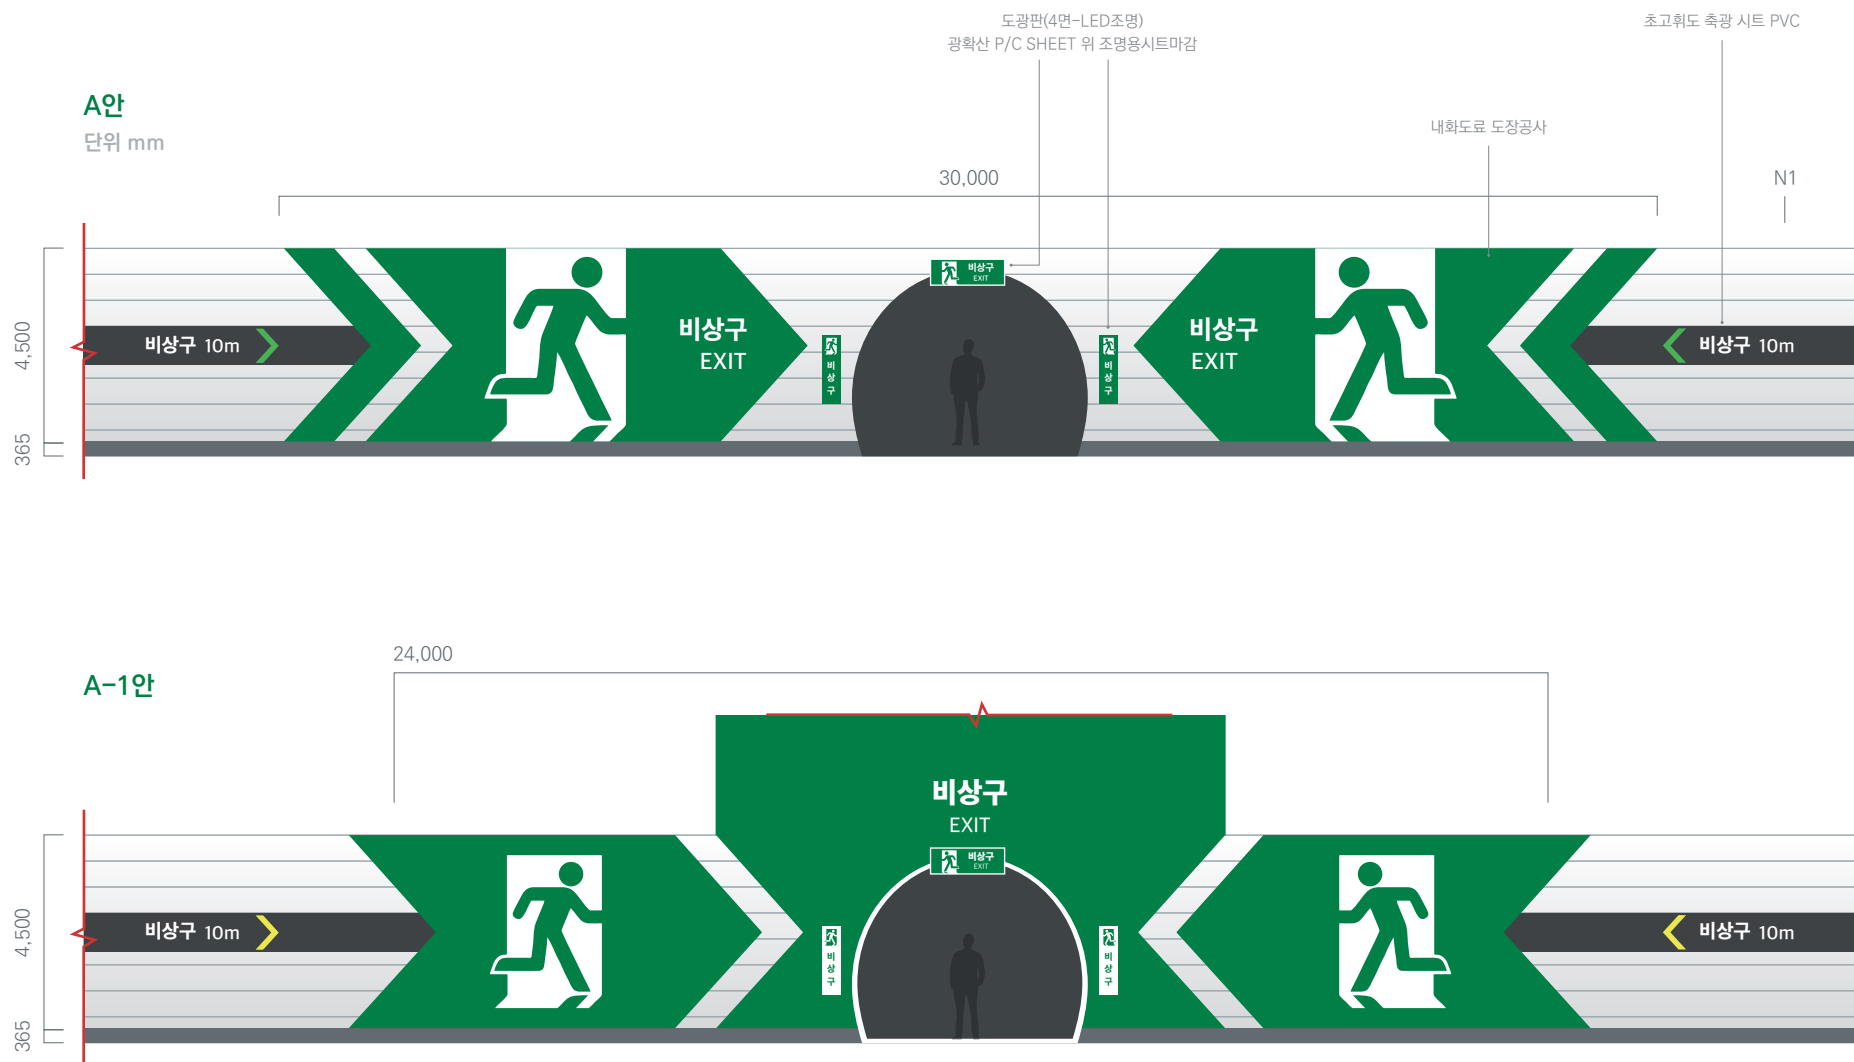 도광판(4면-LED조명)
광확산 P/C SHEET 위 조명용시트마감
초고휘도 축광 시트 PVC
A안
단위 mm
내화도료 도장공사
30,000
N1
4,500
365
비상구 10m
비상구
EXIT
비상구
EXIT
비
상
구
비
상
구
비상구
EXIT
비상구 10m
A-1안
24,000
4,500
365
비상구
EXIT
비상구
EXIT
비상구 10m
비
상
구
비
상
구
비상구 10m